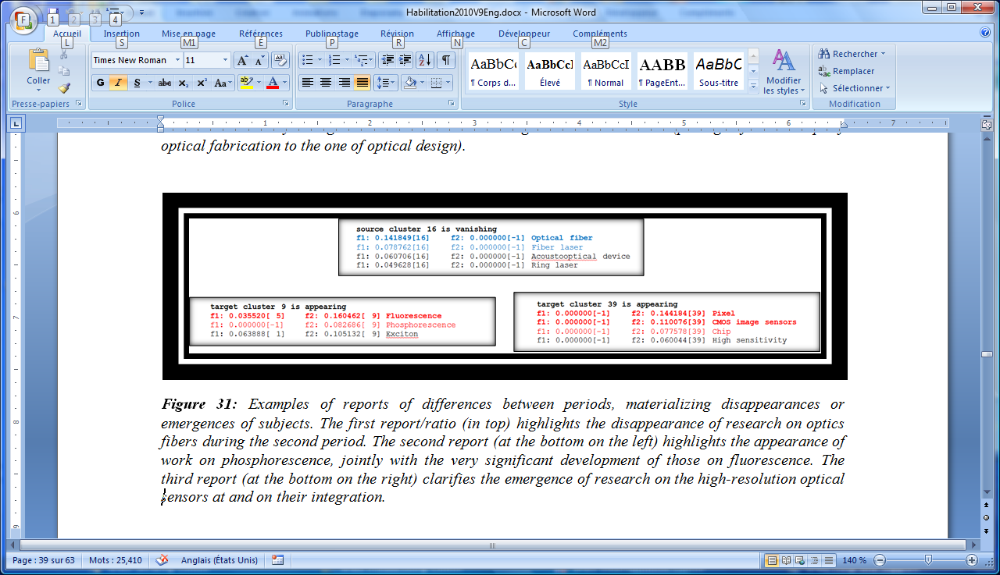 Habilitation2010V9Eng.docx - Microsoft Word
F 1 2 3 4
Accueil Insertion Mise en page Références Publipostage Révision Affichage Développeur Compléments
L S M1 É P R N C M2
Coller
Presse-papiers
Times New Roman 11
G I S abc x₂ x² Aa ab A
Police
Paragraphe
AaBbCc AaBbCcI AaBbCcI AABB AaBbC
¶ Corps d... Élevé ¶ Normal ¶ PageEnt... Sous-titre
Modifier
les styles
Style
Rechercher
Remplacer
Sélectionner
Modification
1 2 3 4 5 6 7
optical fabrication to the one of optical design).
source cluster 16 is vanishing
f1: 0.141849[16] f2: 0.000000[-1] Optical fiber
f1: 0.078762[16] f2: 0.000000[-1] Fiber laser
f1: 0.060706[16] f2: 0.000000[-1] Acoustooptical device
f1: 0.049628[16] f2: 0.000000[-1] Ring laser
target cluster 9 is appearing
f1: 0.035520[ 5] f2: 0.160462[ 9] Fluorescence
f1: 0.000000[-1] f2: 0.082686[ 9] Phosphorescence
f1: 0.063888[ 1] f2: 0.105132[ 9] Exciton
target cluster 39 is appearing
f1: 0.000000[-1] f2: 0.144184[39] Pixel
f1: 0.000000[-1] f2: 0.110076[39] CMOS image sensors
f1: 0.000000[-1] f2: 0.077578[39] Chip
f1: 0.000000[-1] f2: 0.060044[39] High sensitivity
Figure 31: Examples of reports of differences between periods, materializing disappearances or
emergences of subjects. The first report/ratio (in top) highlights the disappearance of research on optics
fibers during the second period. The second report (at the bottom on the left) highlights the appearance of
work on phosphorescence, jointly with the very significant development of those on fluorescence. The
third report (at the bottom on the right) clarifies the emergence of research on the high-resolution optical
sensors at and on their integration.
Page : 39 sur 63 Mots : 25,410 Anglais (États Unis) 140 %